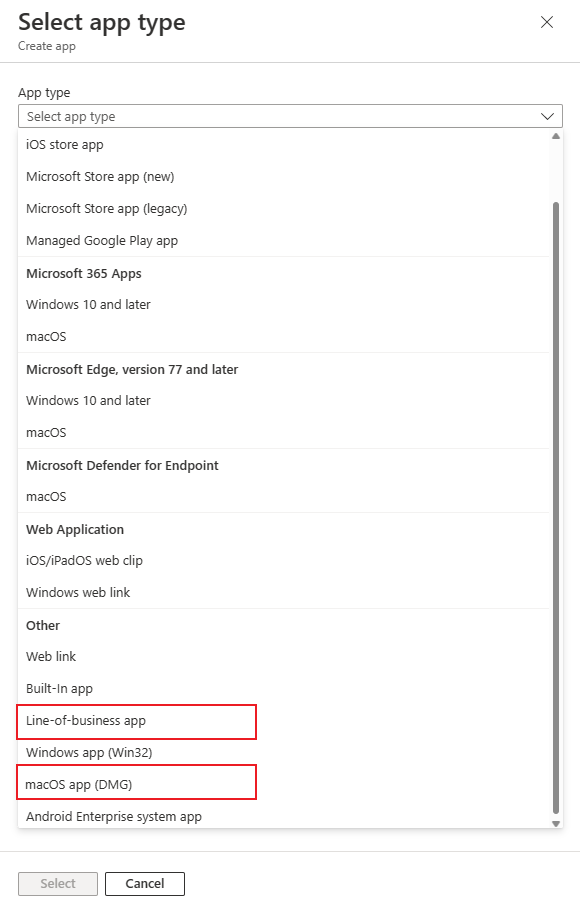 Select app type
Create app
App type
Select app type
iOS store app
Microsoft Store app (new)
Microsoft Store app (legacy)
Managed Google Play app
Microsoft 365 Apps
Windows 10 and later
macOS
Microsoft Edge, version 77 and later
Windows 10 and later
macOS
Microsoft Defender for Endpoint
macOS
Web Application
iOS/iPadOS web clip
Windows web link
Other
Web link
Built-In app
Line-of-business app
Windows app (Win32)
macOS app (DMG)
Android Enterprise system app
Select
Cancel